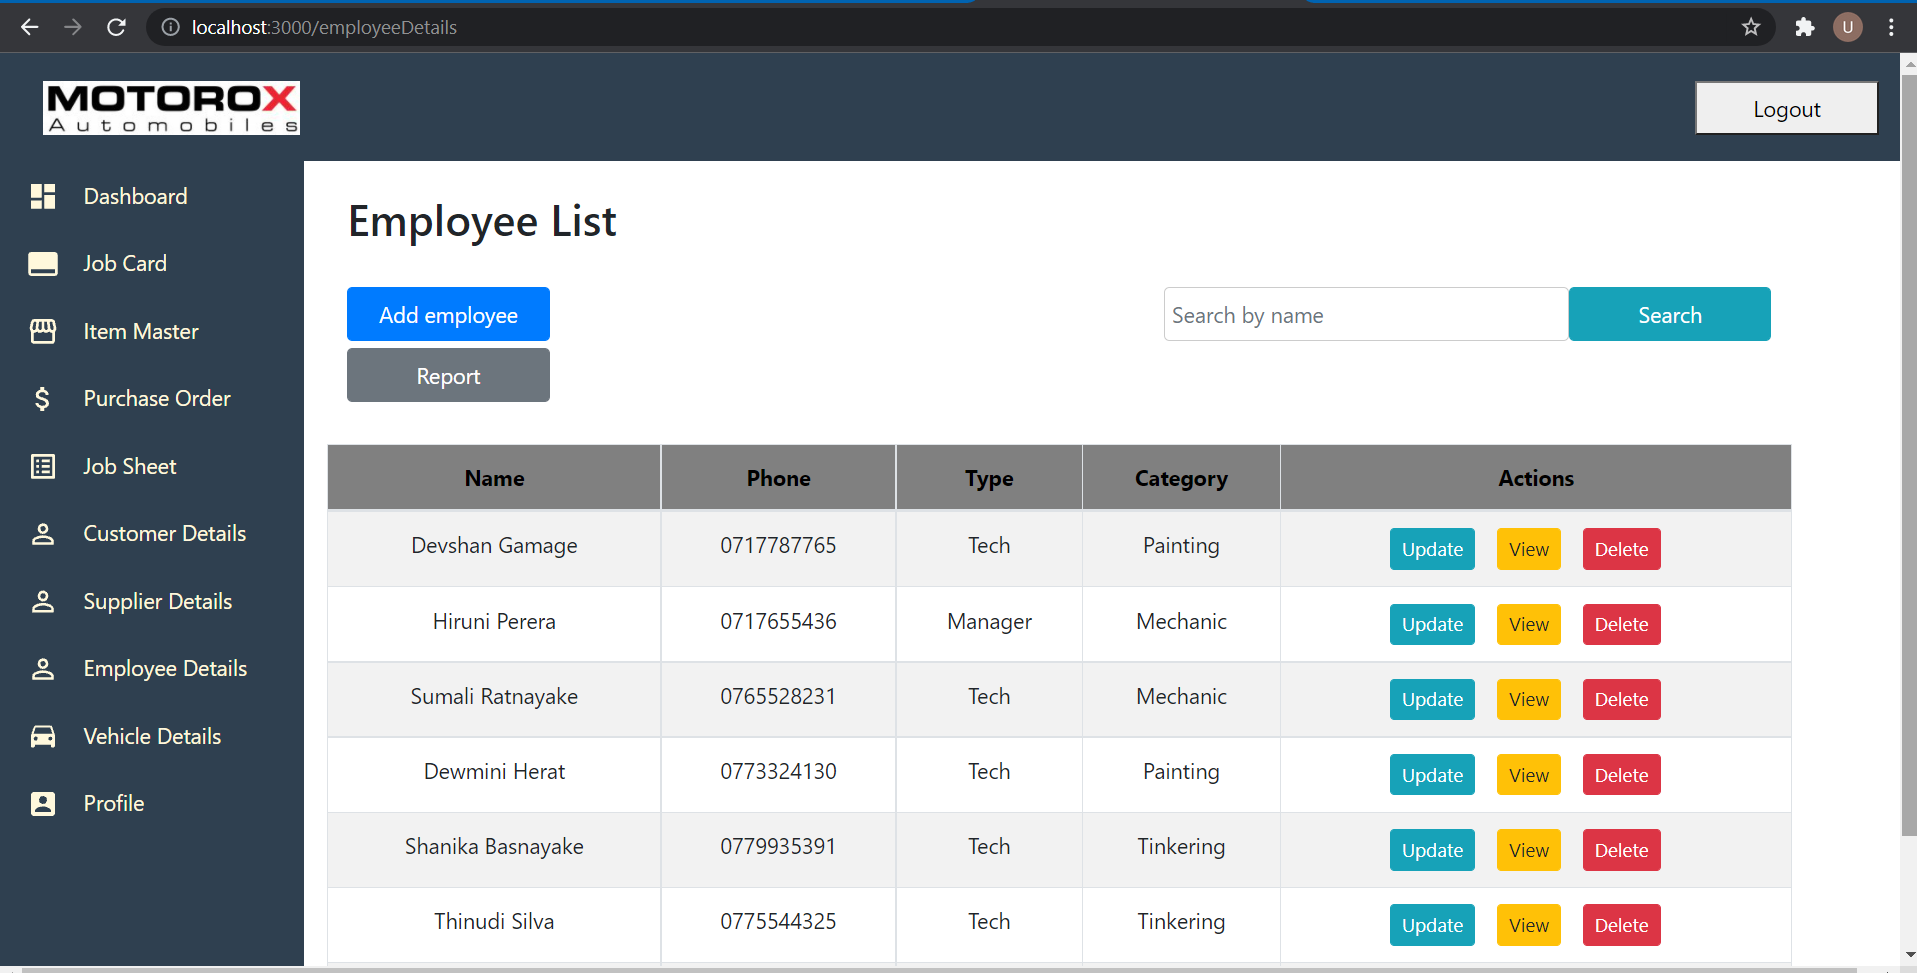 localhost:3000/employeeDetails
U
MOTOROX
Automobiles
Logout
Dashboard
Job Card
Item Master
Purchase Order
Job Sheet
Customer Details
Supplier Details
Employee Details
Vehicle Details
Profile
Employee List
Add employee
Search by name Search
Report
Name Phone Type Category Actions
Devshan Gamage 0717787765 Tech Painting Update View Delete
Hiruni Perera 0717655436 Manager Mechanic Update View Delete
Sumali Ratnayake 0765528231 Tech Mechanic Update View Delete
Dewmini Herat 0773324130 Tech Painting Update View Delete
Shanika Basnayake 0779935391 Tech Tinkering Update View Delete
Thinudi Silva 0775544325 Tech Tinkering Update View Delete